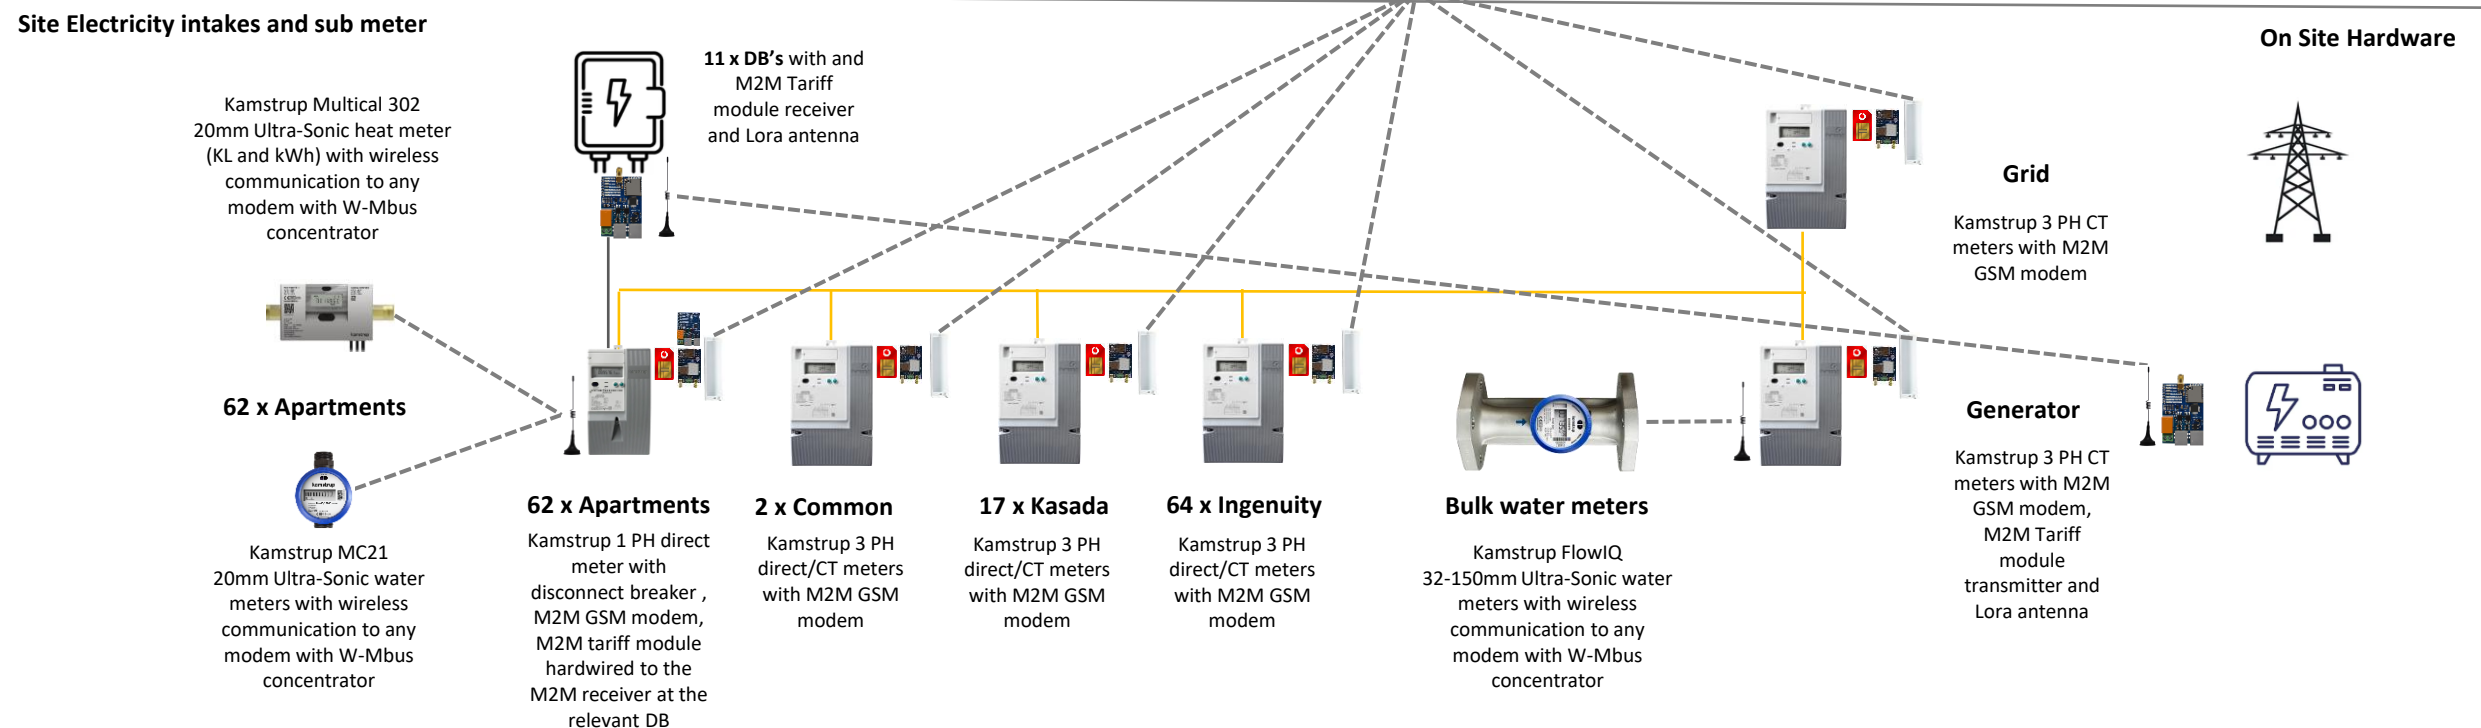 Site Electricity intakes and sub meter
On Site Hardware
11 x DB's with and
M2M Tariff
module receiver
and Lora antenna
Kamstrup Multical 302
20mm Ultra-Sonic heat meter
(KL and kWh) with wireless
communication to any
modem with W-Mbus
concentrator
Grid
Kamstrup 3 PH CT
meters with M2M
GSM modem
62 x Apartments
kamstrup
Kamstrup MC21
20mm Ultra-Sonic water
meters with wireless
communication to any
modem with W-Mbus
concentrator
62 x Apartments
Kamstrup 1 PH direct
meter with
disconnect breaker ,
M2M GSM modem,
M2M tariff module
hardwired to the
M2M receiver at the
relevant DB
2 x Common
Kamstrup 3 PH
direct/CT meters
with M2M GSM
modem
17 x Kasada
Kamstrup 3 PH
direct/CT meters
with M2M GSM
modem
64 x Ingenuity
Kamstrup 3 PH
direct/CT meters
with M2M GSM
modem
Bulk water meters
Kamstrup FlowIQ
32-150mm Ultra-Sonic water
meters with wireless
communication to any
modem with W-Mbus
concentrator
Generator
Kamstrup 3 PH CT
meters with M2M
GSM modem,
M2M Tariff
module
transmitter and
Lora antenna